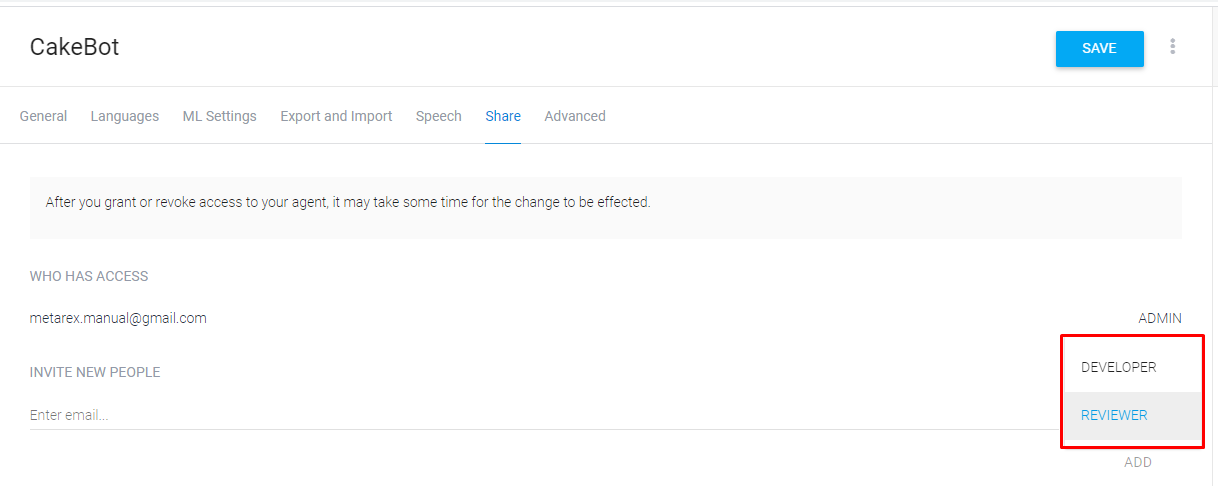 CakeBot
SAVE
General Languages ML Settings Export and Import Speech Share Advanced
After you grant or revoke access to your agent, it may take some time for the change to be effected.
WHO HAS ACCESS
metarex.manual@gmail.com ADMIN
INVITE NEW PEOPLE
DEVELOPER
Enter email... REVIEWER
ADD